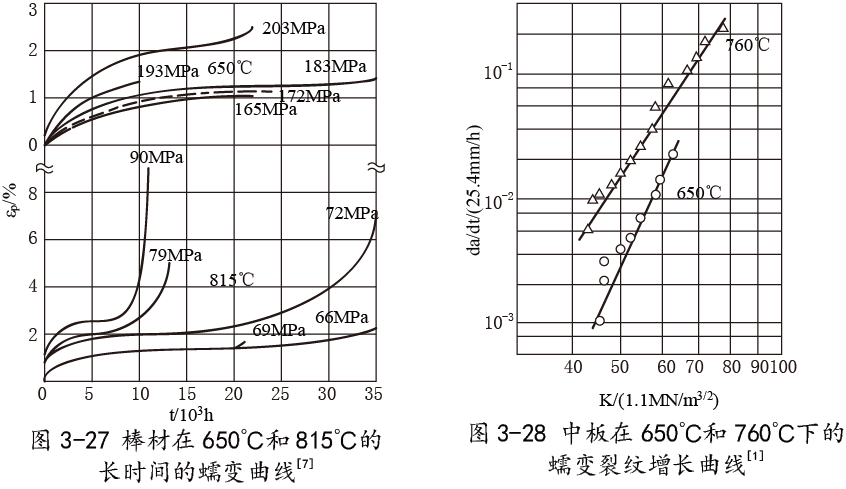 3
203MPa
193MPa
650℃
183MPa
2
172MPa
165MPa
1
0
90MPa
εp/%
8
72MPa
6
79MPa
815℃
4
66MPa
69MPa
2
0 5 10 15 20 25 30 35
t/10³h
图 3-27 棒材在 650℃和 815℃的
长时间的蠕变曲线[7]
760℃
10⁻¹
650℃
10⁻²
da/dt/(25.4mm/h)
10⁻³
40 50 60 70 80 90 100
K/(1.1MN/m³/²)
图 3-28 中板在 650℃和 760℃下的
蠕变裂纹增长曲线[1]